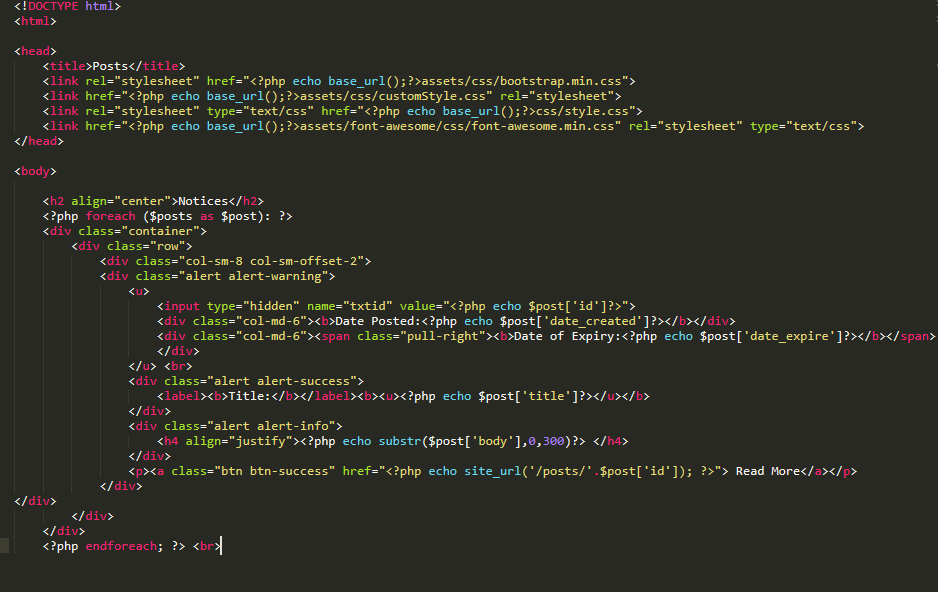 <!DOCTYPE html>
<html>
<head>
<title>Posts</title>
<link rel="stylesheet" href="<?php echo base_url();?>assets/css/bootstrap.min.css">
<link href="<?php echo base_url();?>assets/css/customStyle.css" rel="stylesheet">
<link rel="stylesheet" type="text/css" href="<?php echo base_url();?>css/style.css">
<link href="<?php echo base_url();?>assets/font-awesome/css/font-awesome.min.css" rel="stylesheet" type="text/css">
</head>
<body>
<h2 align="center">Notices</h2>
<?php foreach ($posts as $post): ?>
<div class="container">
<div class="row">
<div class="col-sm-8 col-sm-offset-2">
<div class="alert alert-warning">
<u>
<input type="hidden" name="txtid" value="<?php echo $post['id']?>">
<div class="col-md-6"><b>Date Posted:<?php echo $post['date_created']?></b></div>
<div class="col-md-6"><span class="pull-right"><b>Date of Expiry:<?php echo $post['date_expire']?></b></span>
</div>
</u> <br>
<div class="alert alert-success">
<label><b>Title:</b></label><b><u><?php echo $post['title']?></u></b>
</div>
<div class="alert alert-info">
<h4 align="justify"><?php echo substr($post['body'],0,300)?> </h4>
</div>
<p><a class="btn btn-success" href="<?php echo site_url('/posts/'.$post['id']); ?>"> Read More</a></p>
</div>
</div>
</div>
</div>
<?php endforeach; ?> <br>